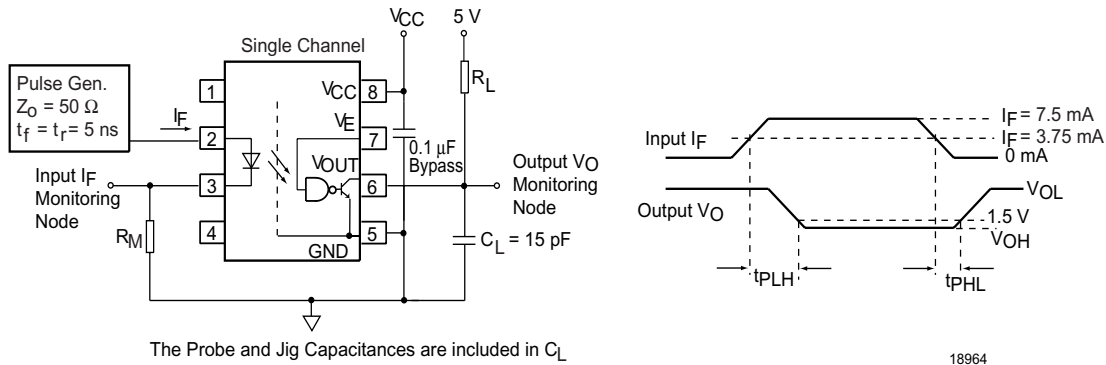 Single Channel
Pulse Gen.
Z_O = 50 Ω
t_f = t_r = 5 ns
I_F
1
2
3
4
V_CC
8
V_E
7
V_OUT
6
5
GND
V_CC
5 V
R_L
0.1 μF
Bypass
Output V_O
Monitoring
Node
Input I_F
Monitoring
Node
R_M
C_L = 15 pF
The Probe and Jig Capacitances are included in C_L
Input I_F
I_F = 7.5 mA
I_F = 3.75 mA
0 mA
Output V_O
V_OL
1.5 V
V_OH
t_PLH
t_PHL
18964